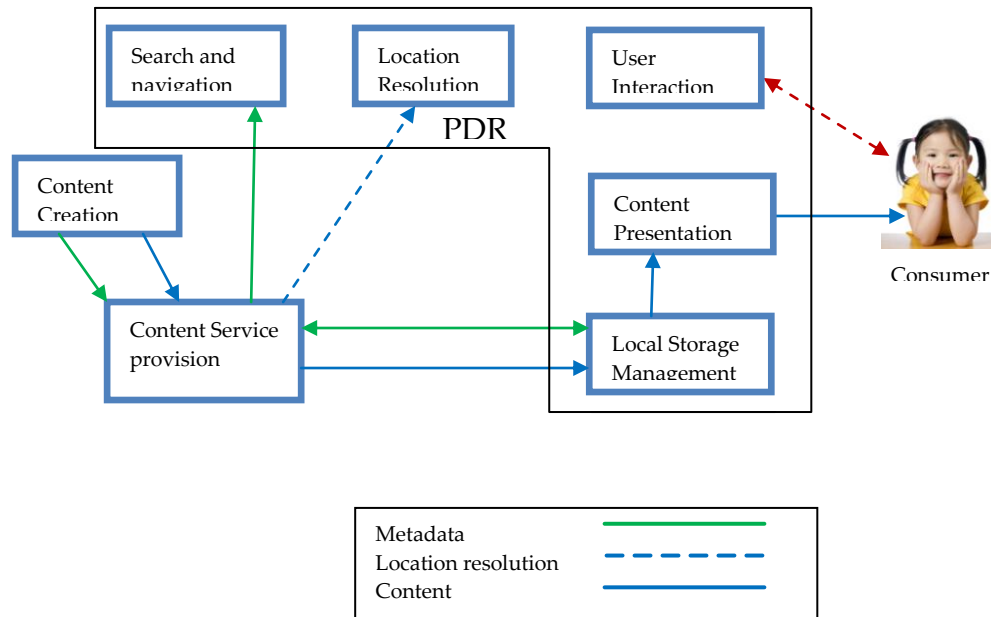 Search and
navigation
Location
Resolution
User
Interaction
PDR
Content
Creation
Content
Presentation
Consumer
Content Service
provision
Local Storage
Management
Metadada
Location resolution
Content